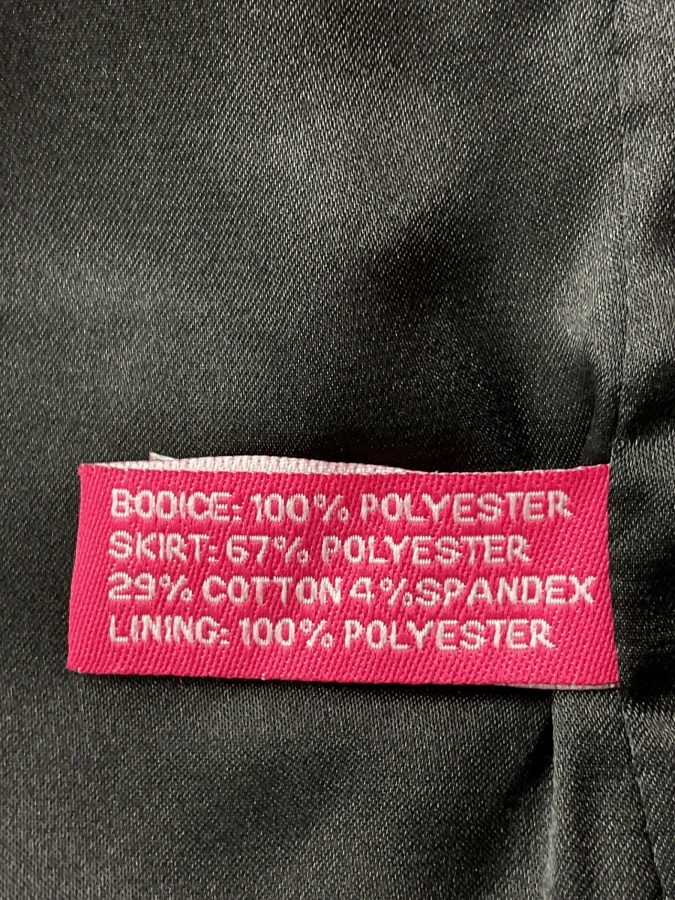 BODICE: 100% POLYESTER
SKIRT: 67% POLYESTER
29% COTTON 4%SPANDEX
LINING: 100% POLYESTER